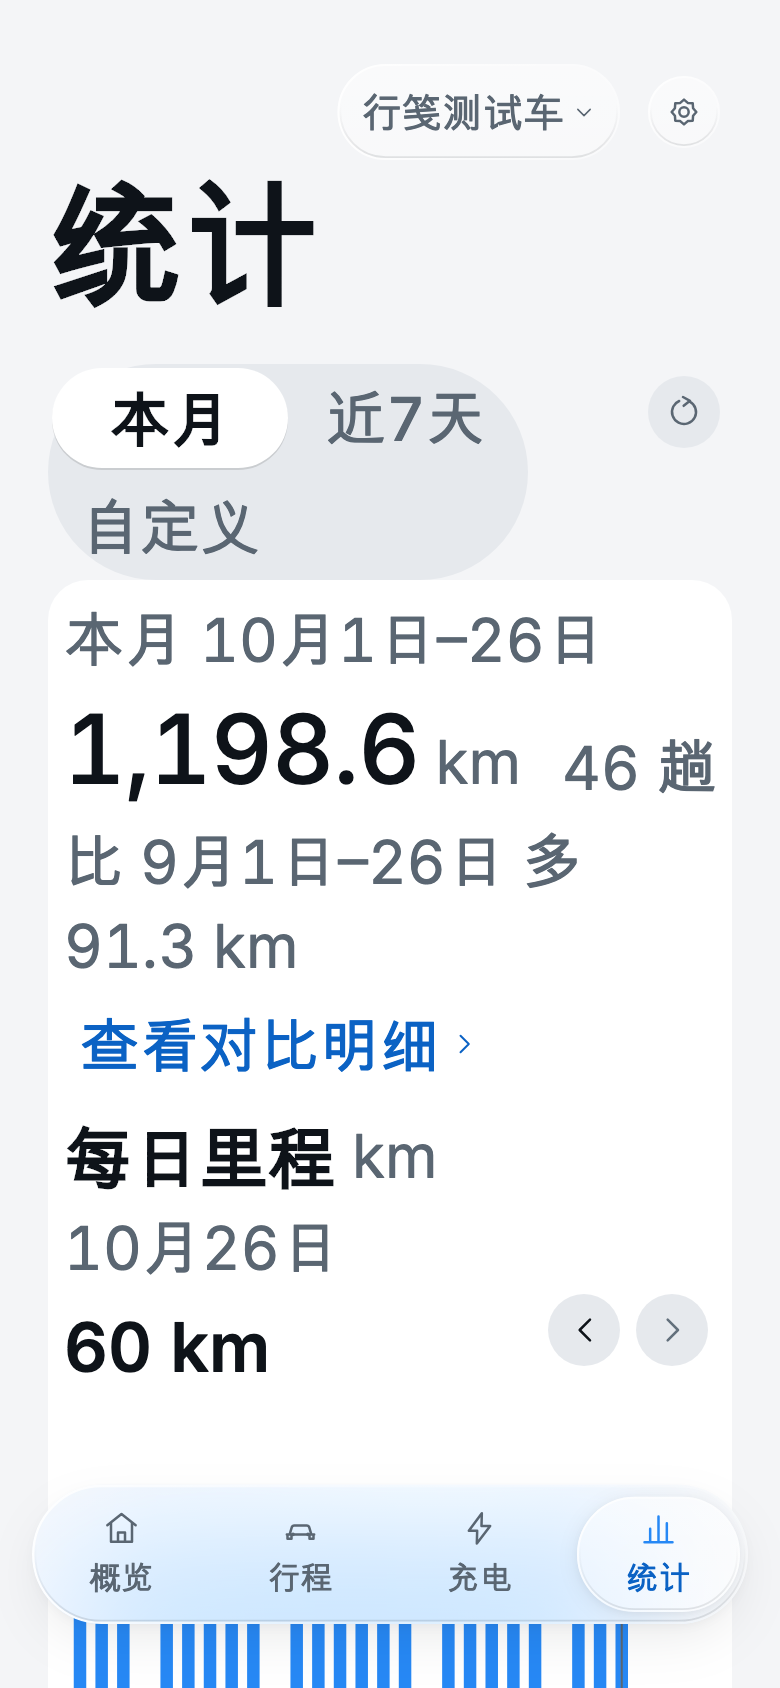 行笺测试车
统计
本月 近7天
自定义
本月 10月1日–26日
1,198.6 km 46 趟
比 9月1日–26日 多
91.3 km
查看对比明细
每日里程 km
10月26日
60 km
概览 行程 充电 统计